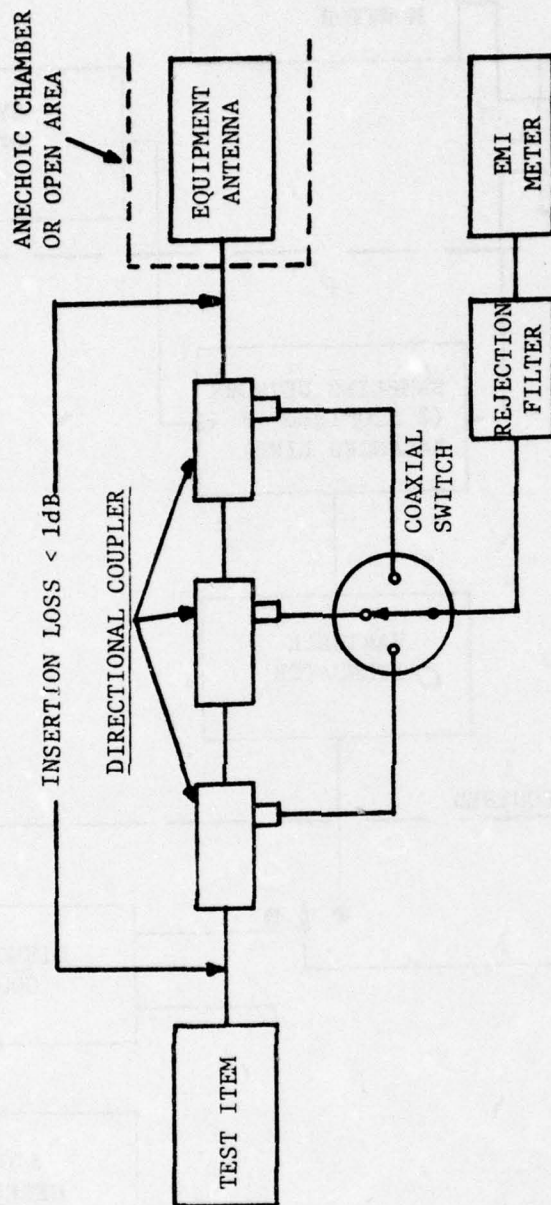 ANECHOIC CHAMBER
OR OPEN AREA
INSERTION LOSS < 1dB
EQUIPMENT
ANTENNA
DIRECTIONAL COUPLER
TEST ITEM
COAXIAL
SWITCH
REJECTION
FILTER
EMI
METER